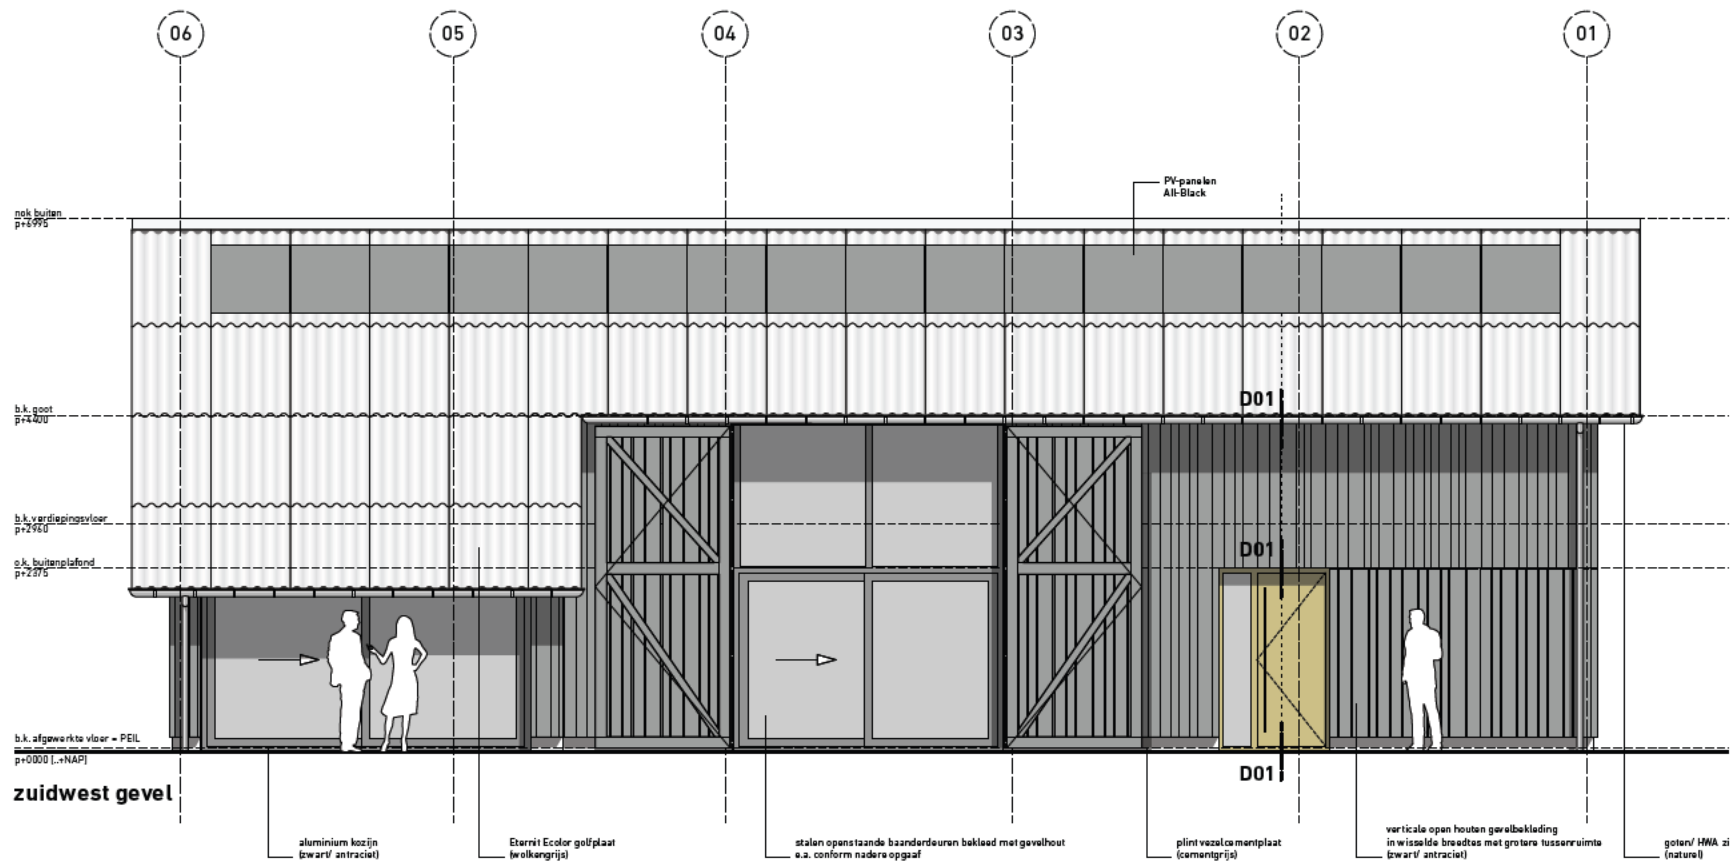 06 05 04 03 02 01
PV-panelen
All-Black
nok buiten
p+6995
D01
b.k. goot
p+4400
b.k. verdiepingsvloer
p+2960
D01
o.k. buitenplafond
p+2375
b.k. afgewerkte vloer = PEIL
p+0000 [..+NAP]
D01
zuidwest gevel
aluminium kozijn
(zwart/ antraciet)
Eternit Ecolor golfplaat
(wolkengrijs)
stalen openstaande baanderdeuren bekleed met gevelhout
e.a. conform nadere opgaaf
plint vezelcementplaat
(cementgrijs)
verticale open houten gevelbekleding
in wisselde breedtes met grotere tussenruimte
(zwart/ antraciet)
goten/ HWA zi
(naturel)